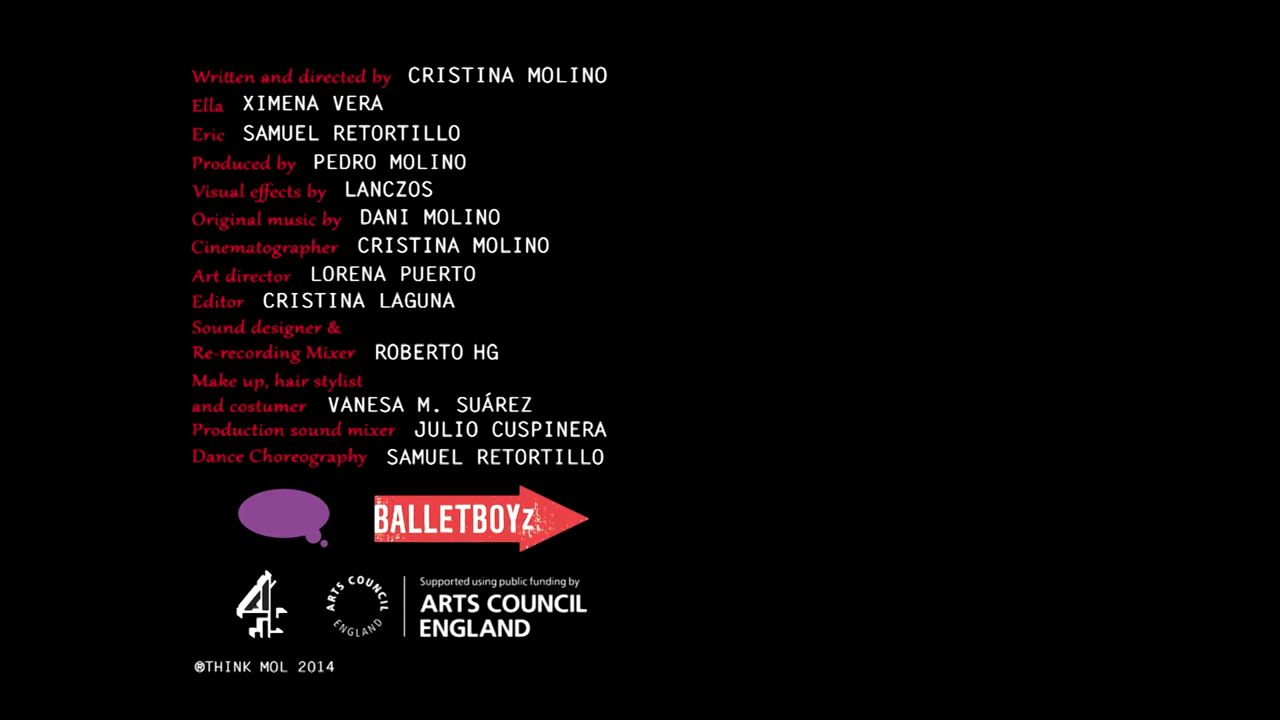 Written and directed by CRISTINA MOLINO
Ella XIMENA VERA
Eric SAMUEL RETORTILLO
Produced by PEDRO MOLINO
Visual effects by LANCZOS
Original music by DANI MOLINO
Cinematographer CRISTINA MOLINO
Art director LORENA PUERTO
Editor CRISTINA LAGUNA
Sound designer &
Re-recording Mixer ROBERTO HG
Make up, hair stylist
and costumer VANESA M. SUÁREZ
Production sound mixer JULIO CUSPINERA
Dance Choreography SAMUEL RETORTILLO
BALLETBOYZ
4
ARTS COUNCIL ENGLAND
Supported using public funding by
ARTS COUNCIL
ENGLAND
®THINK MOL 2014